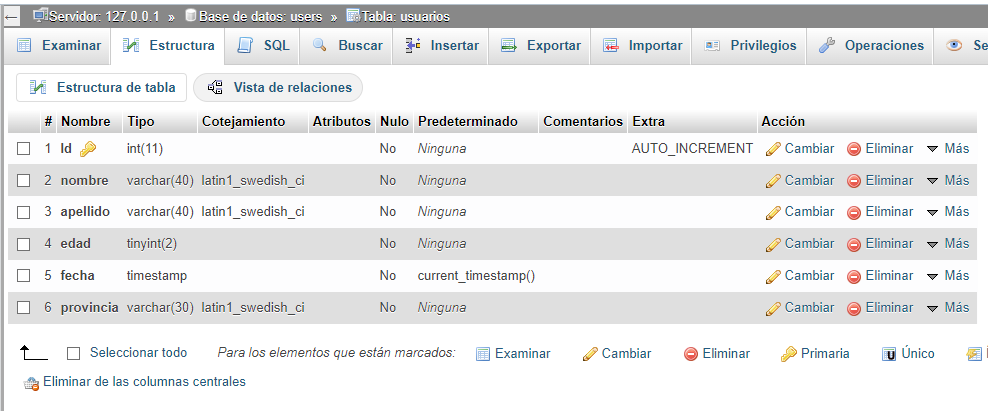 Servidor: 127.0.0.1 » Base de datos: users » Tabla: usuarios
Examinar Estructura SQL Buscar Insertar Exportar Importar Privilegios Operaciones Se
Estructura de tabla Vista de relaciones
# Nombre Tipo Cotejamiento Atributos Nulo Predeterminado Comentarios Extra Acción
1 Id int(11) No Ninguna AUTO_INCREMENT Cambiar Eliminar Más
2 nombre varchar(40) latin1_swedish_ci No Ninguna Cambiar Eliminar Más
3 apellido varchar(40) latin1_swedish_ci No Ninguna Cambiar Eliminar Más
4 edad tinyint(2) No Ninguna Cambiar Eliminar Más
5 fecha timestamp No current_timestamp() Cambiar Eliminar Más
6 provincia varchar(30) latin1_swedish_ci No Ninguna Cambiar Eliminar Más
Seleccionar todo Para los elementos que están marcados: Examinar Cambiar Eliminar Primaria Único
Eliminar de las columnas centrales